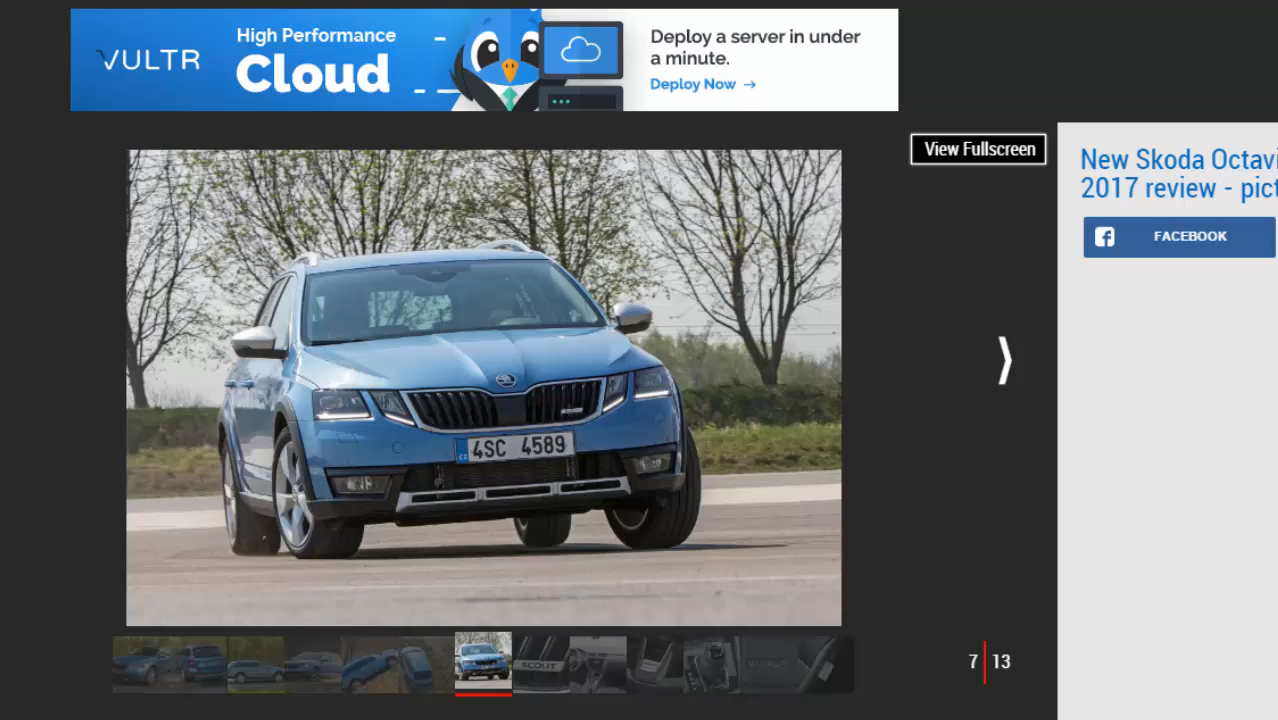 VULTR
High Performance
Cloud
Deploy a server in under
a minute.
Deploy Now →
View Fullscreen
New Skoda Octavi
2017 review - pict
FACEBOOK
4SC 4589
SCOUT
7 | 13